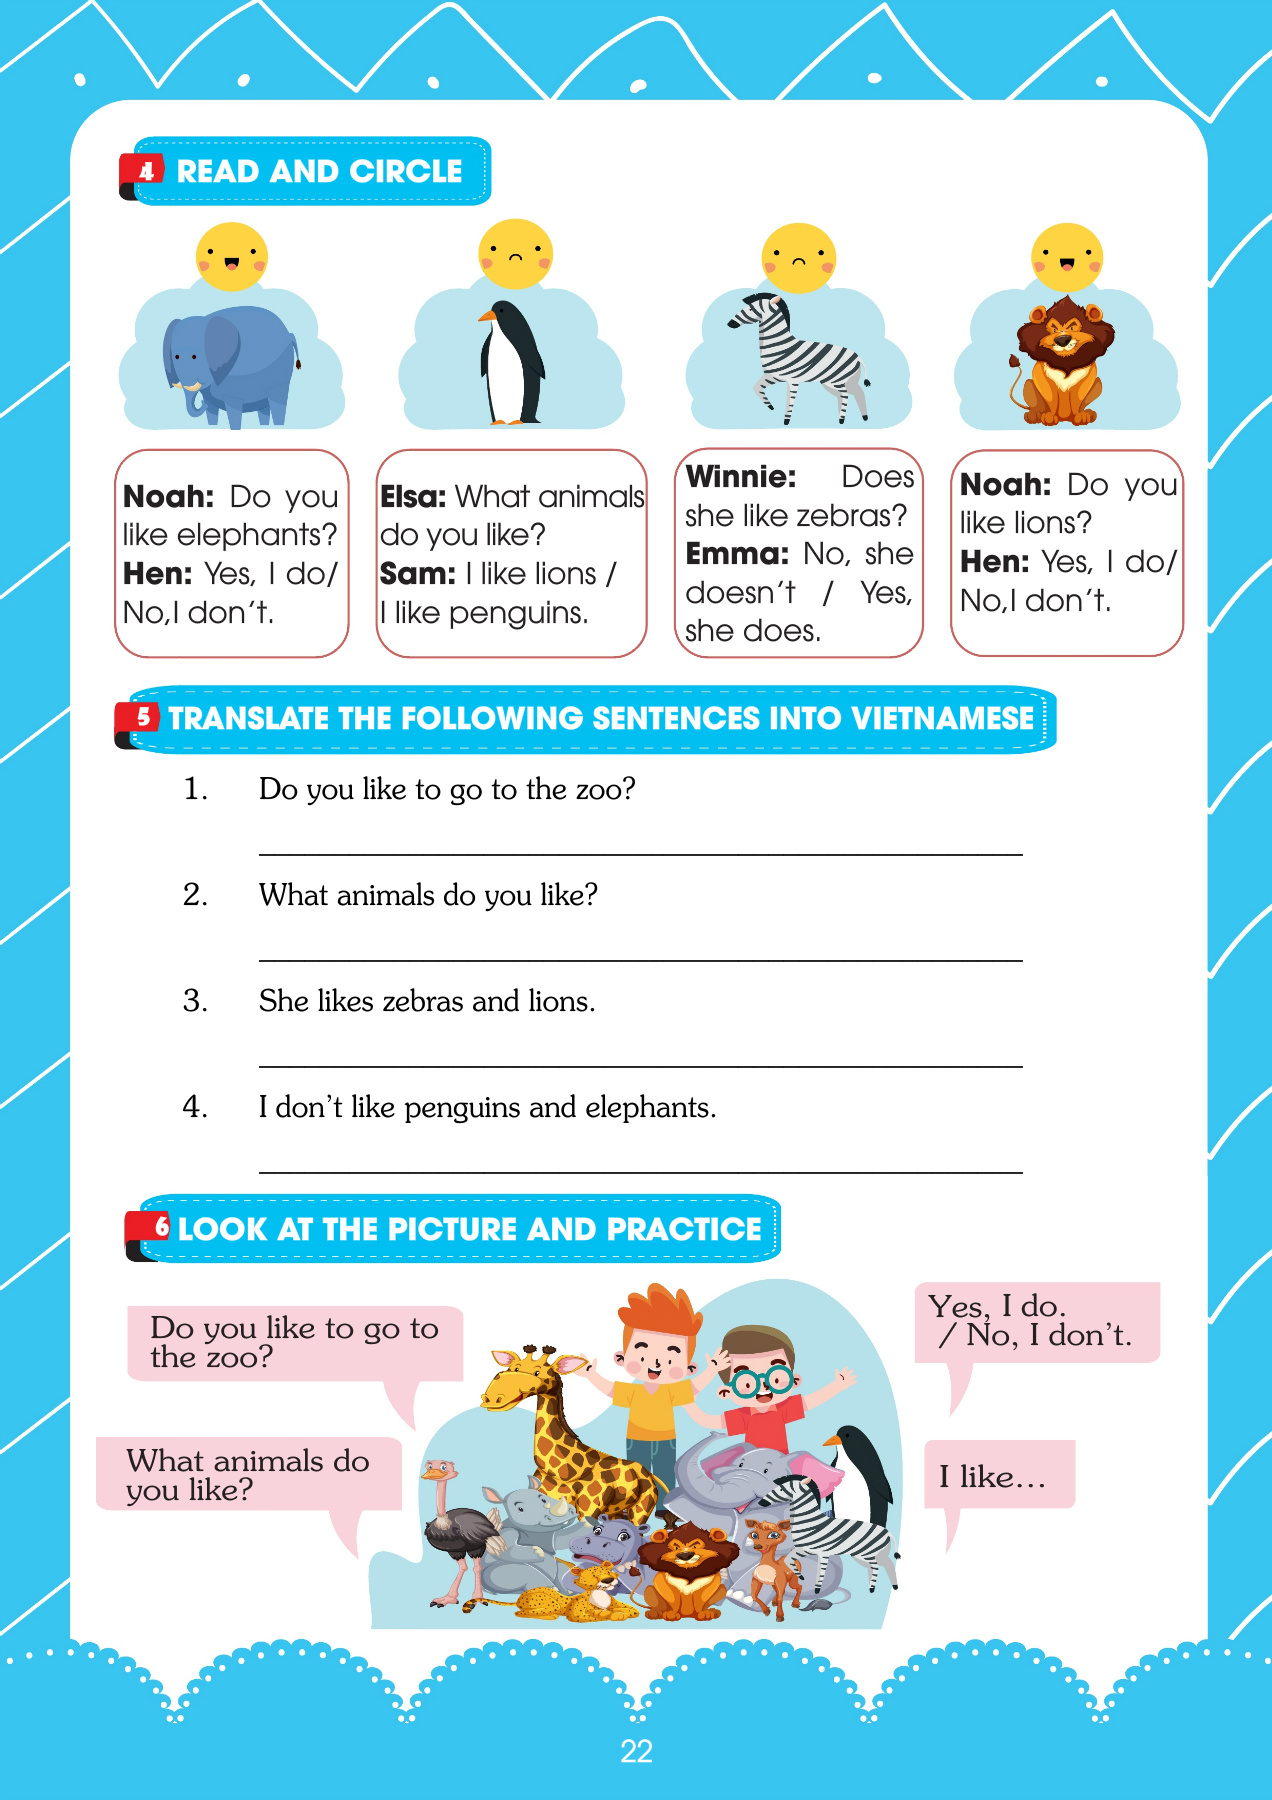 4 READ AND CIRCLE
Noah: Do you
like elephants?
Hen: Yes, I do/
No,I don't.
Elsa: What animals
do you like?
Sam: I like lions /
I like penguins.
Winnie: Does
she like zebras?
Emma: No, she
doesn't / Yes,
she does.
Noah: Do you
like lions?
Hen: Yes, I do/
No,I don't.
5 TRANSLATE THE FOLLOWING SENTENCES INTO VIETNAMESE
1. Do you like to go to the zoo?
2. What animals do you like?
3. She likes zebras and lions.
4. I don't like penguins and elephants.
6 LOOK AT THE PICTURE AND PRACTICE
Do you like to go to
the zoo?
Yes, I do.
/ No, I don't.
What animals do
you like?
I like...
22